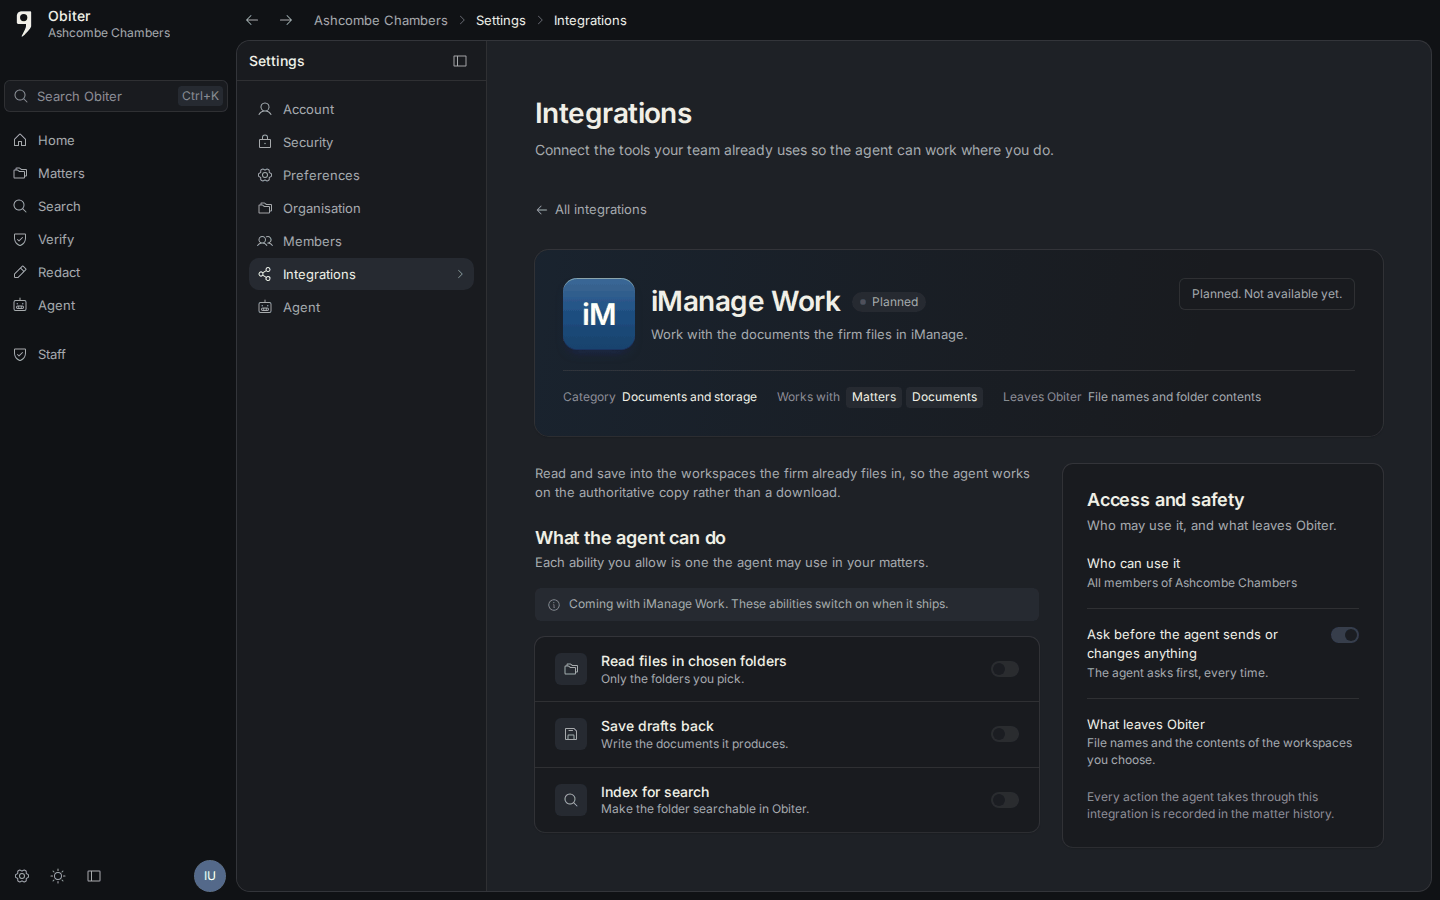 Obiter
Ashcombe Chambers
Search Obiter
Ctrl+K
Home
Matters
Search
Verify
Redact
Agent
Staff
IU
Ashcombe Chambers
Settings
Integrations
Settings
Account
Security
Preferences
Organisation
Members
Integrations
Agent
Integrations
Connect the tools your team already uses so the agent can work where you do.
All integrations
iM
iManage Work
Planned
Planned. Not available yet.
Work with the documents the firm files in iManage.
Category Documents and storage Works with Matters Documents Leaves Obiter File names and folder contents
Read and save into the workspaces the firm already files in, so the agent works
on the authoritative copy rather than a download.
What the agent can do
Each ability you allow is one the agent may use in your matters.
Coming with iManage Work. These abilities switch on when it ships.
Read files in chosen folders
Only the folders you pick.
Save drafts back
Write the documents it produces.
Index for search
Make the folder searchable in Obiter.
Access and safety
Who may use it, and what leaves Obiter.
Who can use it
All members of Ashcombe Chambers
Ask before the agent sends or
changes anything
The agent asks first, every time.
What leaves Obiter
File names and the contents of the workspaces
you choose.
Every action the agent takes through this
integration is recorded in the matter history.